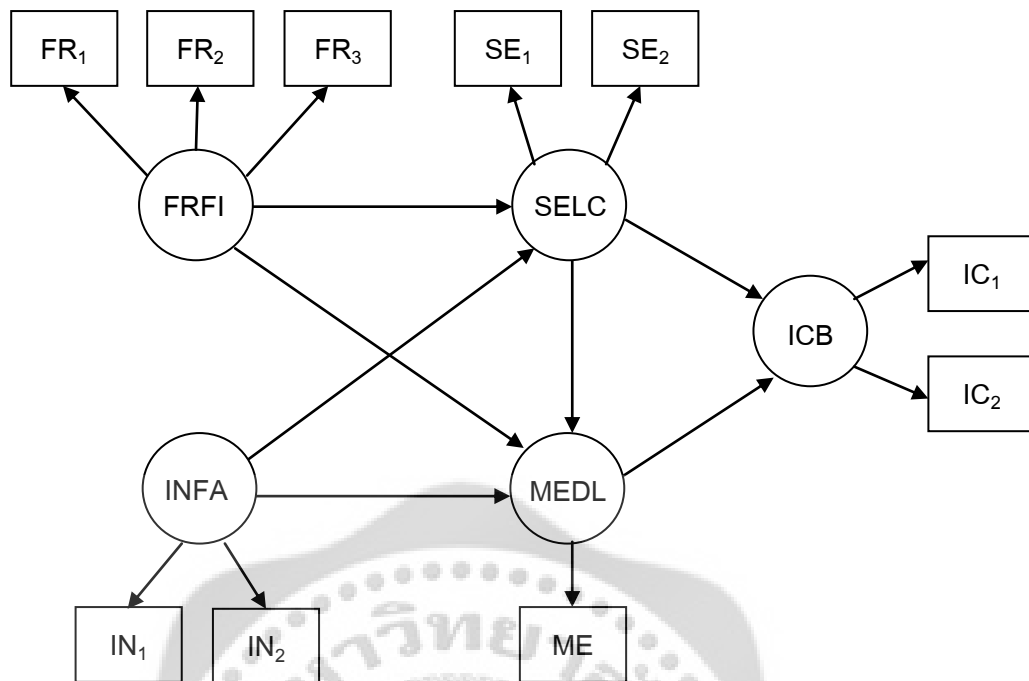 FR₁ FR₂ FR₃ SE₁ SE₂
FRFI SELC
IC₁
ICB
IC₂
INFA MEDL
IN₁ IN₂ ME